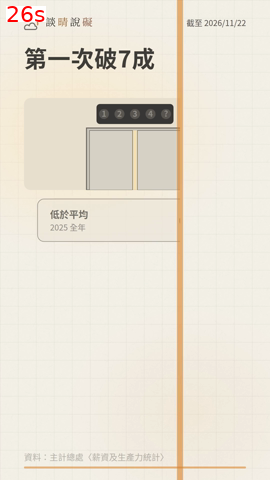 26s
談晴說礙
截至 2026/11/22
第一次破7成
1 2 3 4 7
低於平均
2025 全年
資料：主計總處〈薪資及生產力統計〉